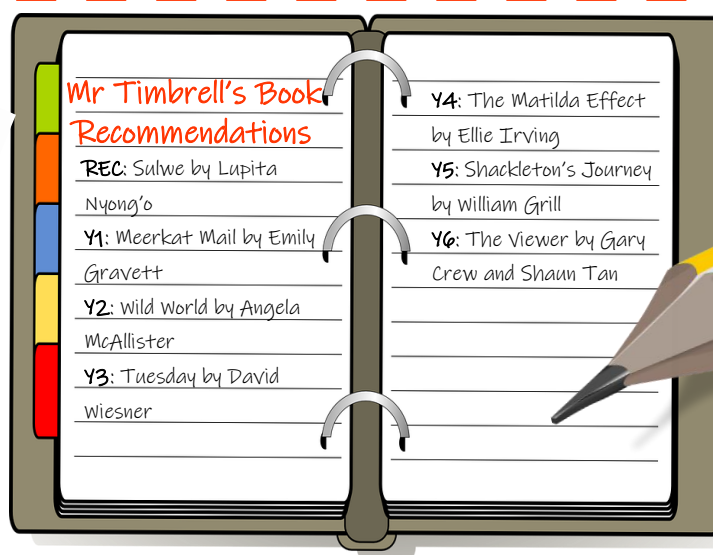 Mr Timbrell's Book
Recommendations
REC: Sulwe by Lupita
Nyong'o
Y1: Meerkat Mail by Emily
Gravett
Y2: Wild World by Angela
McAllister
Y3: Tuesday by David
Wiesner
Y4: The Matilda Effect
by Ellie Irving
Y5: Shackleton's Journey
by William Grill
Y6: The Viewer by Gary
Crew and Shaun Tan